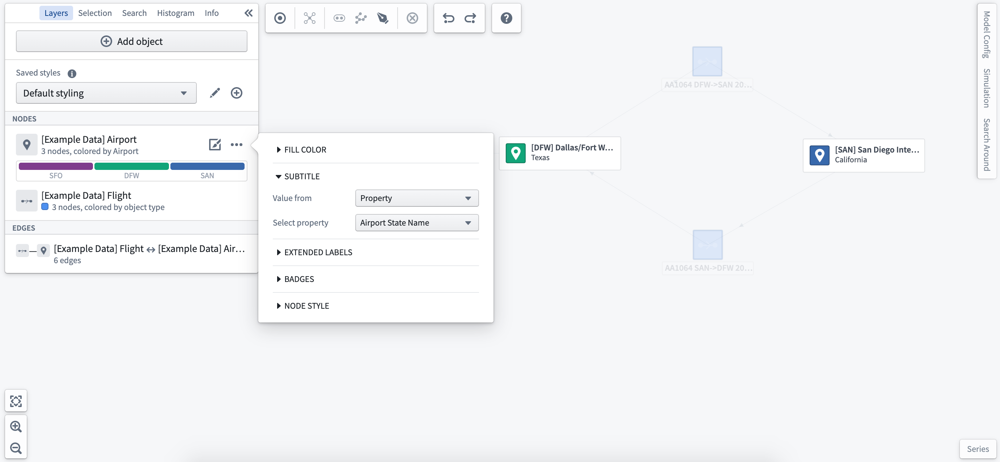 Layers Selection Search Histogram Info
Add object
Saved styles
Default styling
NODES
[Example Data] Airport
3 nodes, colored by Airport
SFO DFW SAN
[Example Data] Flight
3 nodes, colored by object type
EDGES
[Example Data] Flight ↔ [Example Data] Air...
6 edges
FILL COLOR
SUBTITLE
Value from Property
Select property Airport State Name
EXTENDED LABELS
BADGES
NODE STYLE
AA1064 DFW->SAN 20...
[DFW] Dallas/Fort W...
Texas
[SAN] San Diego Inte...
California
AA1064 SAN->DFW 20...
Model Config
Simulation
Search Around
Series